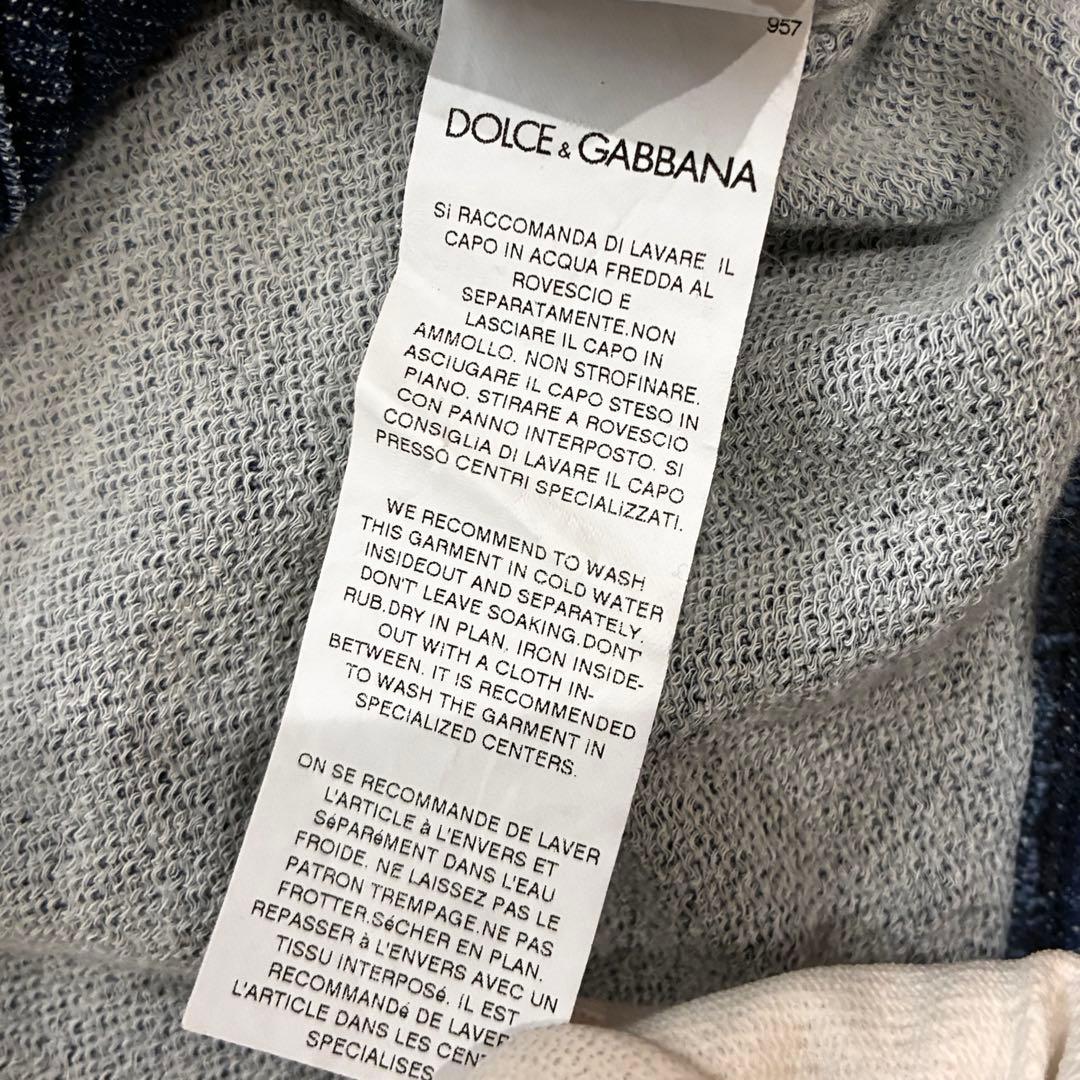 957
DOLCE & GABBANA
Si RACCOMANDA DI LAVARE IL
CAPO IN ACQUA FREDDA AL
ROVESCIO E
SEPARATAMENTE.NON
LASCIARE IL CAPO IN
AMMOLLO. NON STROFINARE.
ASCIUGARE IL CAPO STESO IN
PIANO. STIRARE A ROVESCIO
CON PANNO INTERPOSTO. SI
CONSIGLIA DI LAVARE IL CAPO
PRESSO CENTRI SPECIALIZZATI.
WE RECOMMEND TO WASH
THIS GARMENT IN COLD WATER
INSIDEOUT AND SEPARATELY.
DON'T LEAVE SOAKING.DONT
RUB.DRY IN PLAN. IRON INSIDE-
OUT WITH A CLOTH IN-
BETWEEN. IT IS RECOMMENDED
TO WASH THE GARMENT IN
SPECIALIZED CENTERS.
ON SE RECOMMANDE DE LAVER
L'ARTICLE à L'ENVERS ET
SéPARéMENT DANS L'EAU
FROIDE. NE LAISSEZ PAS LE
PATRON TREMPAGE.NE PAS
FROTTER.SéCHER EN PLAN.
REPASSER à L'ENVERS AVEC UN
TISSU INTERPOSé. IL EST
RECOMMANDé DE LAVER
L'ARTICLE DANS LES CEN
SPECIALISES